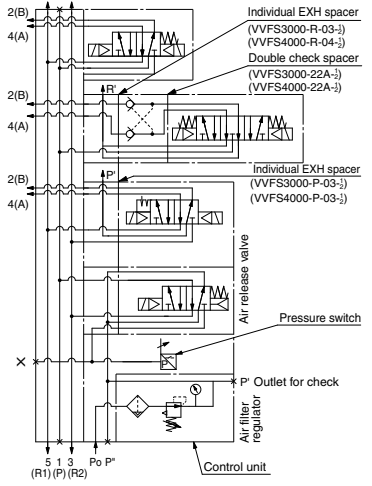 Individual EXH spacer
(VVFS3000-R-03-½)
(VVFS4000-R-04-½)
Double check spacer
(VVFS3000-22A-½)
(VVFS4000-22A-½)
2(B)
4(A)
2(B)
4(A)
R'
P'
Individual EXH spacer
(VVFS3000-P-03-½)
(VVFS4000-P-03-½)
2(B)
4(A)
Air release valve
Pressure switch
P
P' Outlet for check
Air filter
regulator
5 1 3 Po P"
(R1) (P) (R2)
Control unit